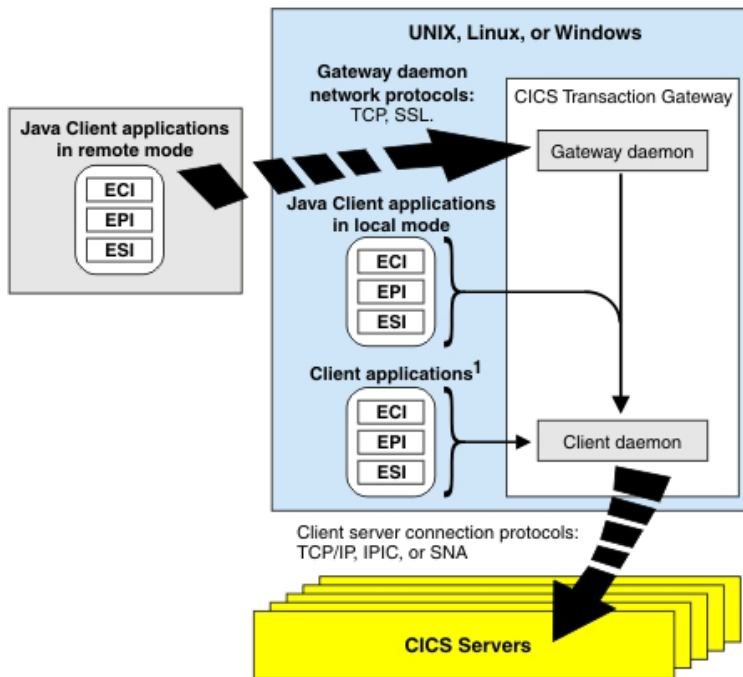 UNIX, Linux, or Windows
Gateway daemon
network protocols:
TCP, SSL.
CICS Transaction Gateway
Java Client applications
in remote mode
ECI
EPI
ESI
Gateway daemon
Java Client applications
in local mode
ECI
EPI
ESI
Client applications1
ECI
EPI
ESI
Client daemon
Client server connection protocols:
TCP/IP, IPIC, or SNA
CICS Servers